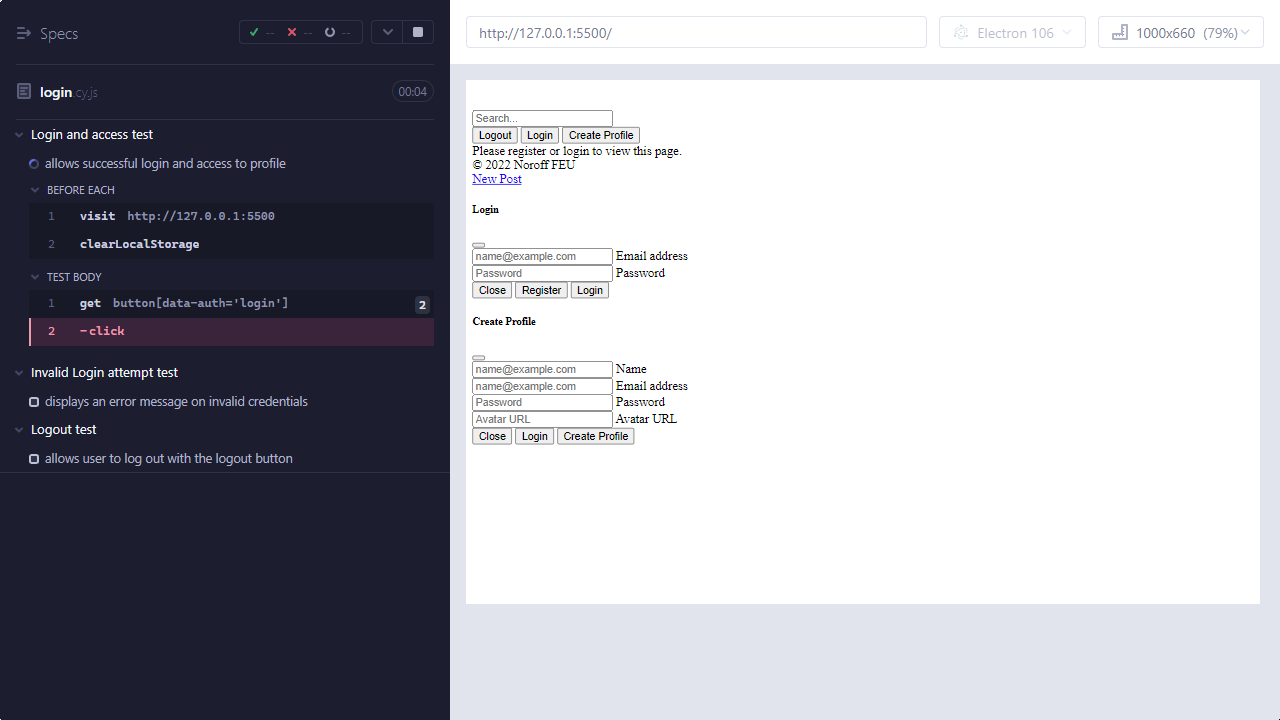 Specs
-- -- --
login.cy.js 00:04
Login and access test
allows successful login and access to profile
BEFORE EACH
1 visit http://127.0.0.1:5500
2 clearLocalStorage
TEST BODY
1 get button[data-auth='login'] 2
2 -click
Invalid Login attempt test
displays an error message on invalid credentials
Logout test
allows user to log out with the logout button
http://127.0.0.1:5500/ Electron 106 1000x660 (79%)
Search...
Logout Login Create Profile
Please register or login to view this page.
© 2022 Noroff FEU
New Post
Login
name@example.com Email address
Password Password
Close Register Login
Create Profile
name@example.com Name
name@example.com Email address
Password Password
Avatar URL Avatar URL
Close Login Create Profile